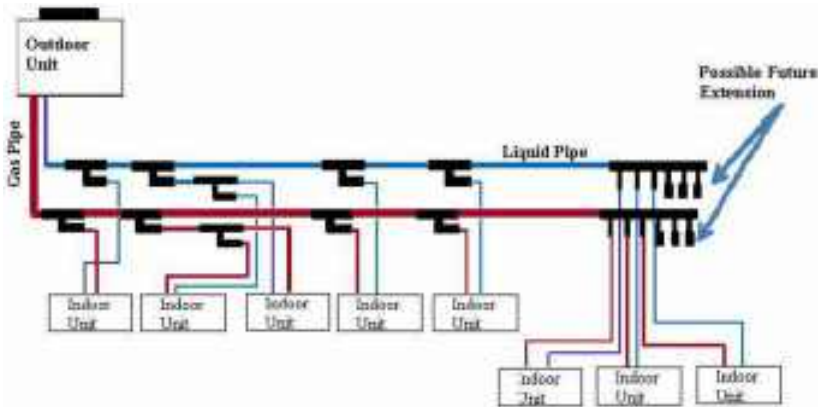 Outdoor
Unit
Possible Future
Extension
Gas Pipe
Liquid Pipe
Indoor
Unit
Indoor
Unit
Indoor
Unit
Indoor
Unit
Indoor
Unit
Indoor
Unit
Indoor
Unit
Indoor
Unit